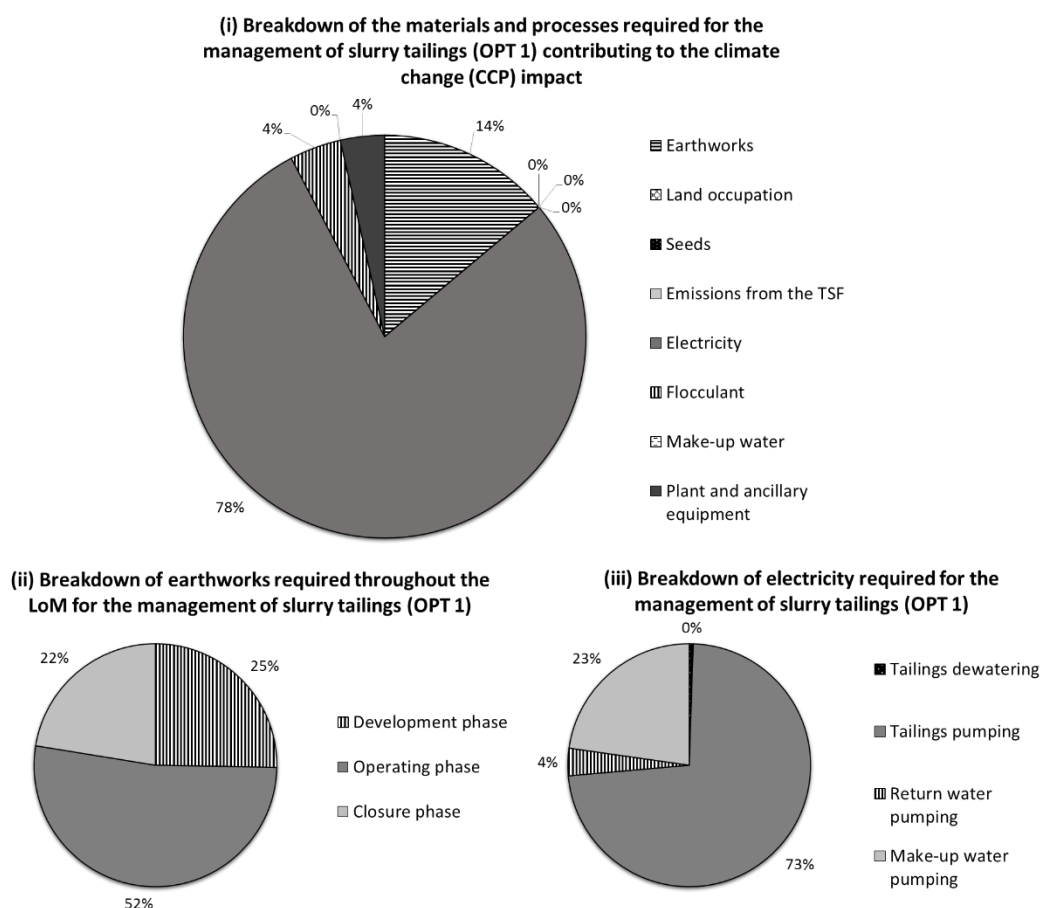 (i) Breakdown of the materials and processes required for the
management of slurry tailings (OPT 1) contributing to the climate
change (CCP) impact
4%
0%
4%
14%
0%
0%
0%
78%
Earthworks
Land occupation
Seeds
Emissions from the TSF
Electricity
Flocculant
Make-up water
Plant and ancillary
equipment
(ii) Breakdown of earthworks required throughout the
LoM for the management of slurry tailings (OPT 1)
22%
25%
52%
Development phase
Operating phase
Closure phase
(iii) Breakdown of electricity required for the
management of slurry tailings (OPT 1)
0%
23%
4%
73%
Tailings dewatering
Tailings pumping
Return water
pumping
Make-up water
pumping